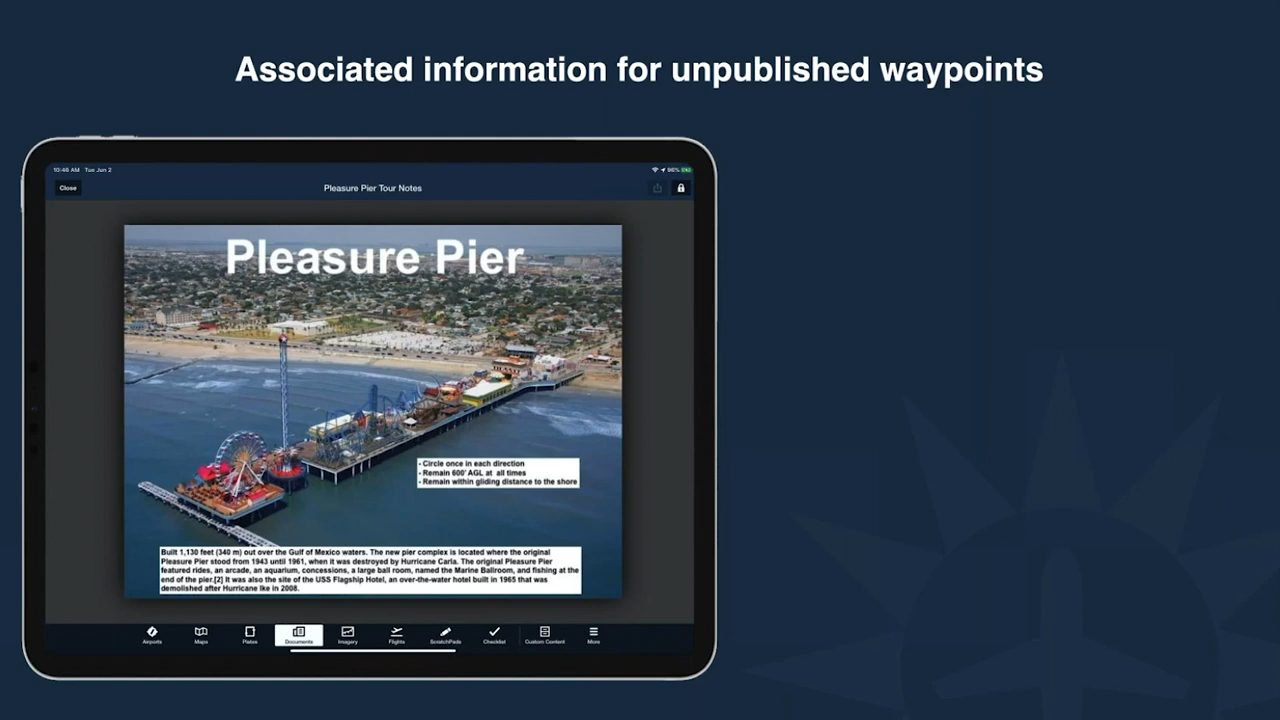 Associated information for unpublished waypoints
10:46 AM Tue Jun 2
96%
Close
Pleasure Pier Tour Notes
Pleasure Pier
- Circle once in each direction
- Remain 600' AGL at all times
- Remain within gliding distance to the shore
Built 1,130 feet (340 m) out over the Gulf of Mexico waters. The new pier complex is located where the original
Pleasure Pier stood from 1943 until 1961, when it was destroyed by Hurricane Carla. The original Pleasure Pier
featured rides, an arcade, an aquarium, concessions, a large ball room, named the Marine Ballroom, and fishing at the
end of the pier.[2] It was also the site of the USS Flagship Hotel, an over-the-water hotel built in 1965 that was
demolished after Hurricane Ike in 2008.
Airports Maps Plates Documents Imagery Flights ScratchPads Checklist Custom Content More